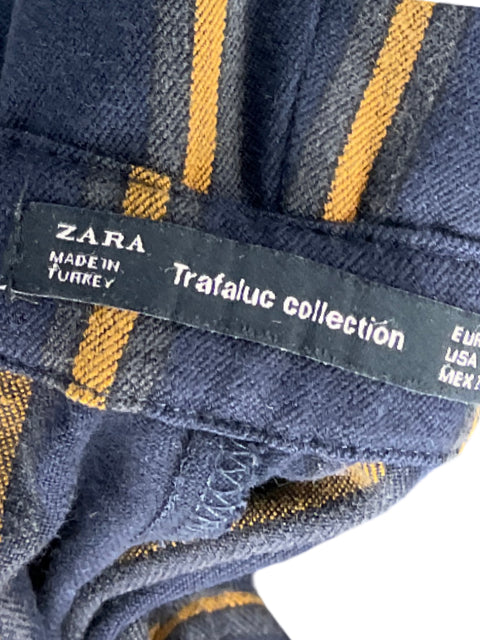 ZARA
MADE IN
TURKEY
Trafaluc collection
EUR
USA
MEX